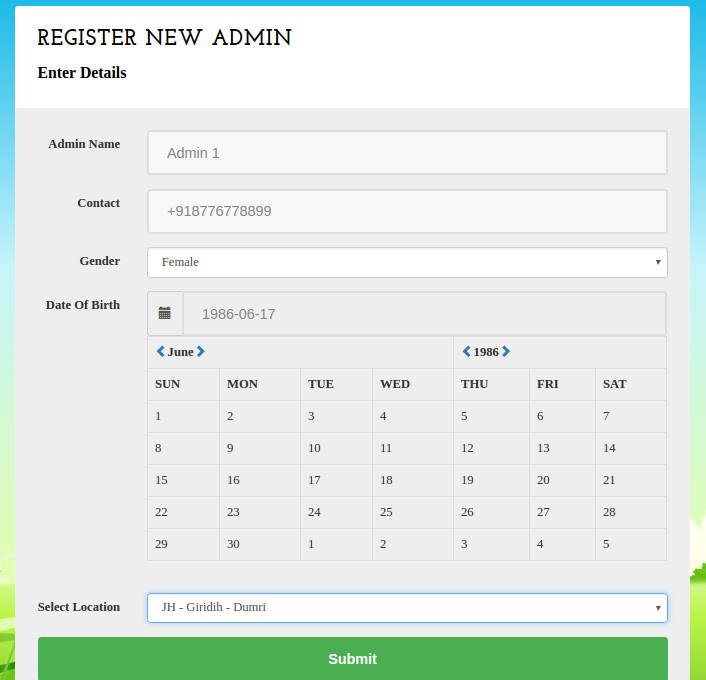 REGISTER NEW ADMIN
Enter Details
Admin Name Admin 1
Contact +918776778899
Gender Female
Date Of Birth 1986-06-17
June 1986
SUN MON TUE WED THU FRI SAT
1 2 3 4 5 6 7
8 9 10 11 12 13 14
15 16 17 18 19 20 21
22 23 24 25 26 27 28
29 30 1 2 3 4 5
Select Location JH - Giridih - Dumri
Submit